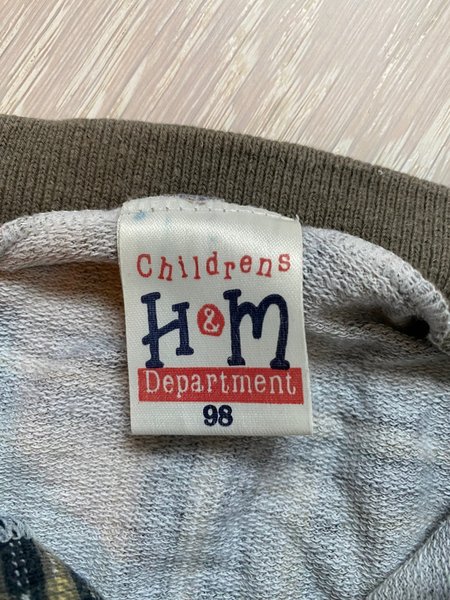 Childrens
H&M
Department
98